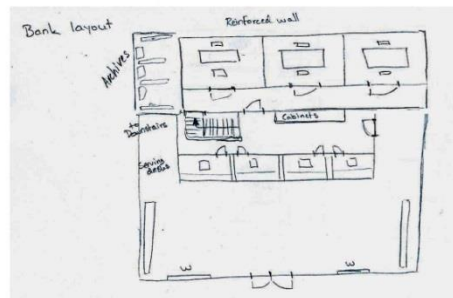 Bank layout
Reinforced wall
Archives
to
Downstairs
Cabinets
Serving
desks
W
W